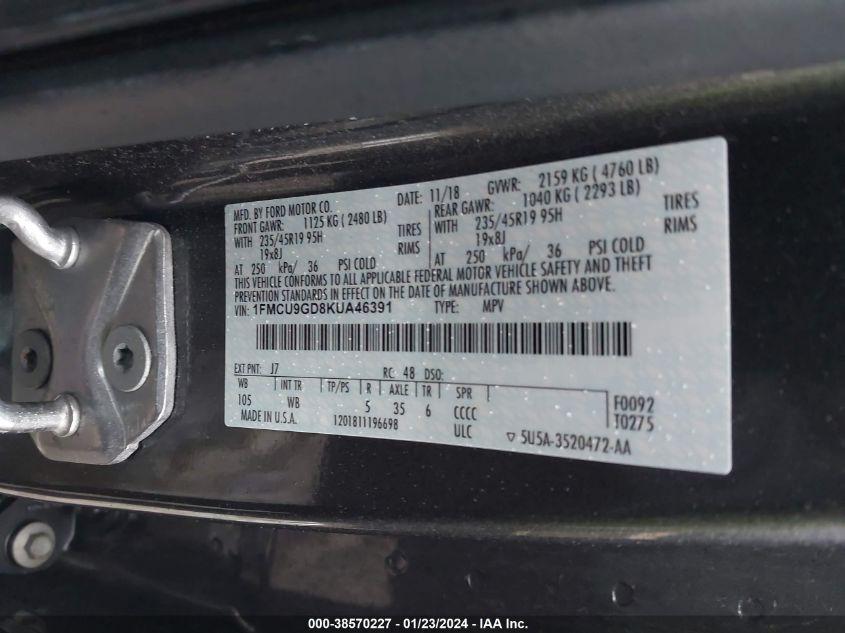 MFD. BY FORD MOTOR CO. DATE: 11/18 GVWR: 2159 KG ( 4760 LB)
FRONT GAWR: 1125 KG ( 2480 LB) REAR GAWR: 1040 KG ( 2293 LB)
WITH 235/45R19 95H TIRES WITH 235/45R19 95H TIRES
19x8J RIMS 19x8J RIMS
AT 250 kPa/ 36 PSI COLD AT 250 kPa/ 36 PSI COLD
THIS VEHICLE CONFORMS TO ALL APPLICABLE FEDERAL MOTOR VEHICLE SAFETY AND THEFT
PREVENTION STANDARDS IN EFFECT ON THE DATE OF MANUFACTURE SHOWN ABOVE.
VIN: 1FMCU9GD8KUA46391 TYPE: MPV
EXT PNT: J7 RC: 48 DSO:
WB INT TR TP/PS R AXLE TR SPR
105 WB 5 35 6 CCCC F0092
MADE IN U.S.A. 1201811196698 ULC T0275
▽ 5U5A-3520472-AA
000-38570227 - 01/23/2024 - IAA Inc.